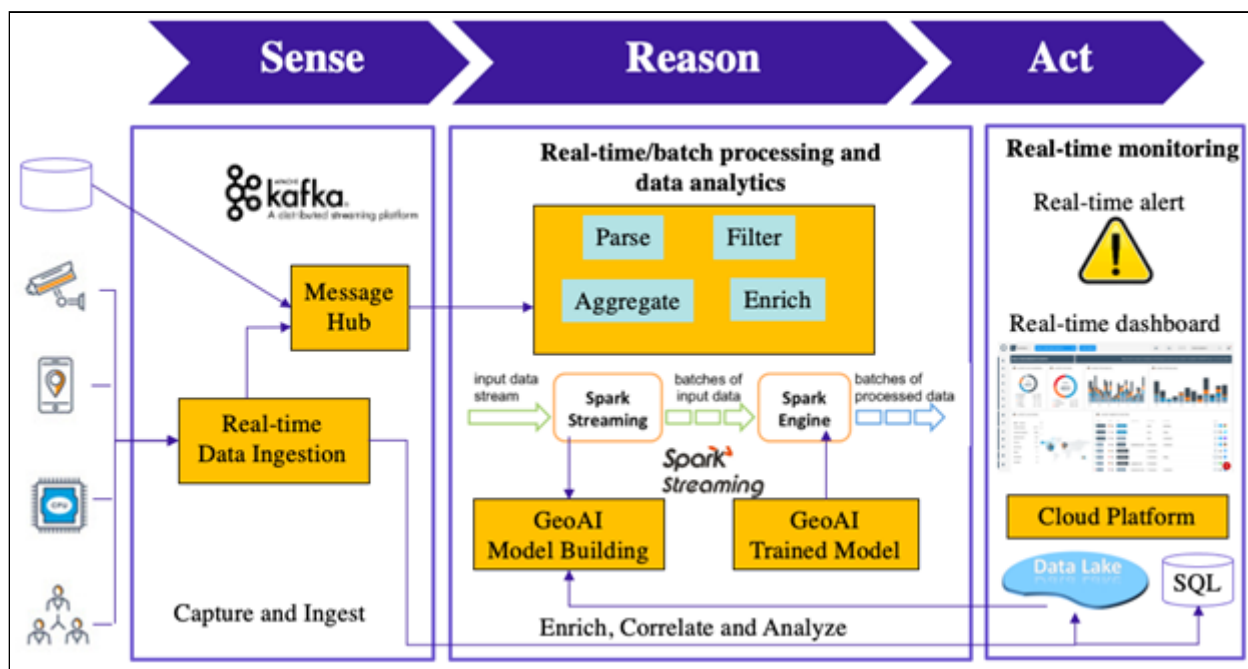 Sense
Reason
Act
APACHE
kafka®
A distributed streaming platform
Message
Hub
Real-time
Data Ingestion
Capture and Ingest
Real-time/batch processing and
data analytics
Parse
Filter
Aggregate
Enrich
input data
stream
Spark
Streaming
batches of
input data
Spark
Engine
batches of
processed data
Spark
Streaming
GeoAI
Model Building
GeoAI
Trained Model
Enrich, Correlate and Analyze
Real-time monitoring
Real-time alert
Real-time dashboard
Cloud Platform
Data Lake
SQL
CPU